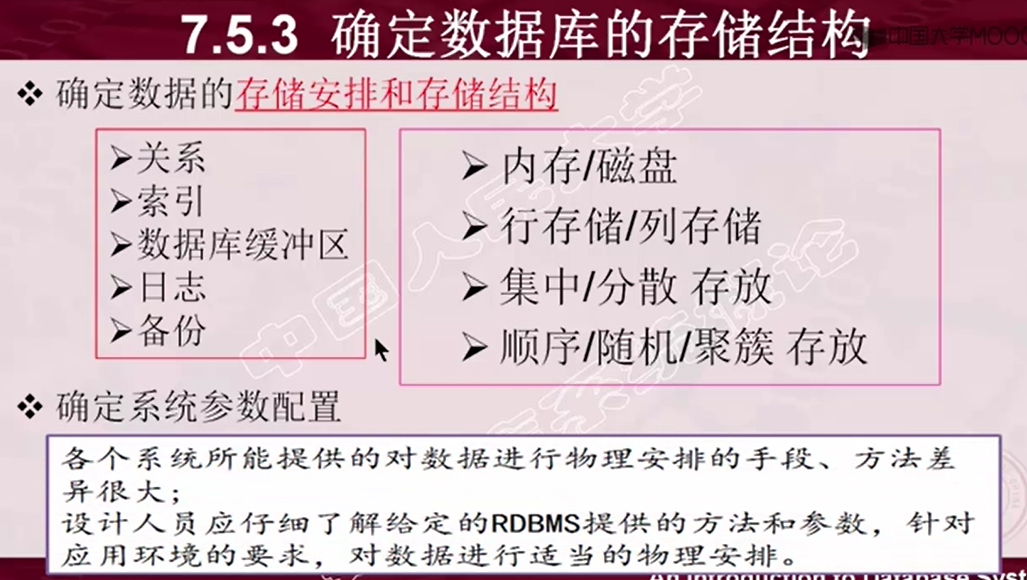 7.5.3 确定数据库的存储结构
中国大学MOOC
❖ 确定数据的存储安排和存储结构
➢关系
➢索引
➢数据库缓冲区
➢日志
➢备份
➢ 内存/磁盘
➢ 行存储/列存储
➢ 集中/分散 存放
➢ 顺序/随机/聚簇 存放
❖ 确定系统参数配置
各个系统所能提供的对数据进行物理安排的手段、方法差
异很大；
设计人员应仔细了解给定的RDBMS提供的方法和参数，针对
应用环境的要求，对数据进行适当的物理安排。
An Introduction to Database Syst
中国人民大学